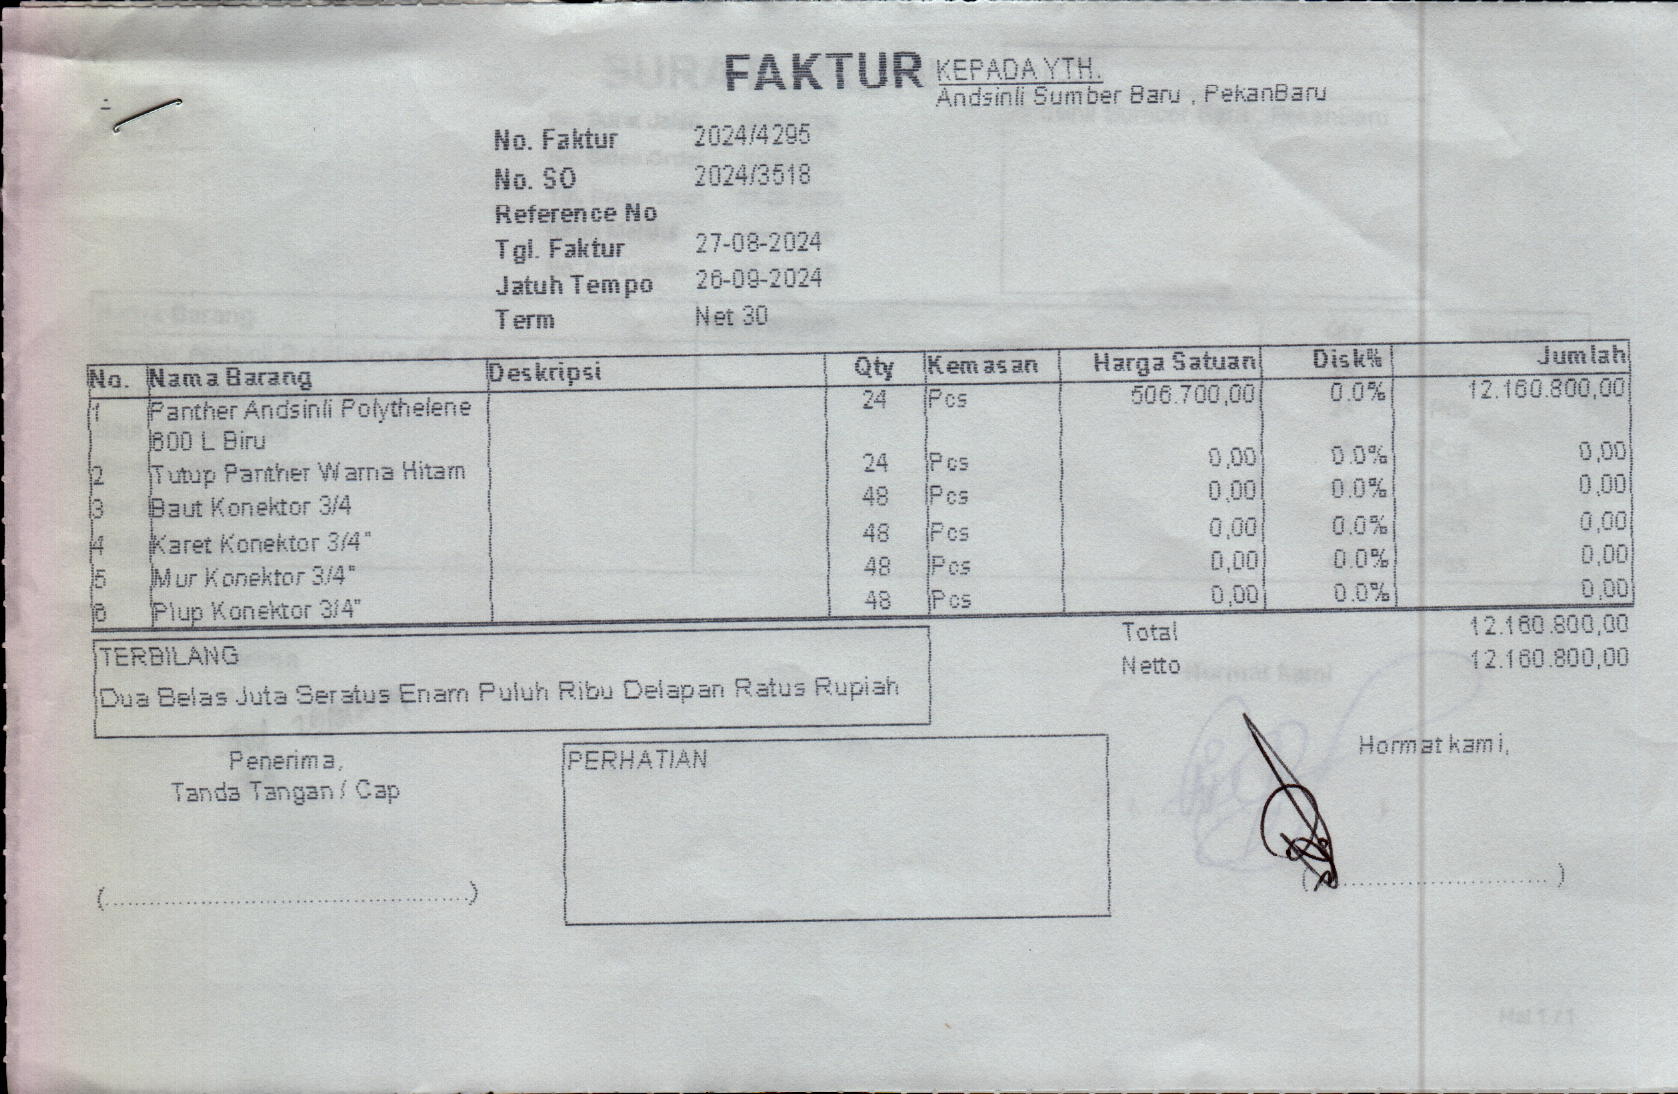 FAKTUR
KEPADA YTH.
Andsinli Sumber Baru , PekanBaru
No. Faktur 2024/4295
No. SO 2024/3518
Reference No
Tgl. Faktur 27-08-2024
Jatuh Tempo 26-09-2024
Term Net 30
No. Nama Barang Deskripsi Qty Kemasan Harga Satuan Disk% Jumlah
1 Panther Andsinli Polythelene 24 Pcs 506.700,00 0.0% 12.160.800,00
600 L Biru
2 Tutup Panther Warna Hitam 24 Pcs 0,00 0.0% 0,00
3 Baut Konektor 3/4 48 Pcs 0,00 0.0% 0,00
4 Karet Konektor 3/4" 48 Pcs 0,00 0.0% 0,00
5 Mur Konektor 3/4" 48 Pcs 0,00 0.0% 0,00
6 Plup Konektor 3/4" 48 Pcs 0,00 0.0% 0,00
Total 12.160.800,00
Netto 12.160.800,00
TERBILANG
Dua Belas Juta Seratus Enam Puluh Ribu Delapan Ratus Rupiah
Penerima,
Tanda Tangan / Cap
(..............................................)
PERHATIAN
Hormat kami,
(..............................)
Hormat kami
Hal 1 / 1